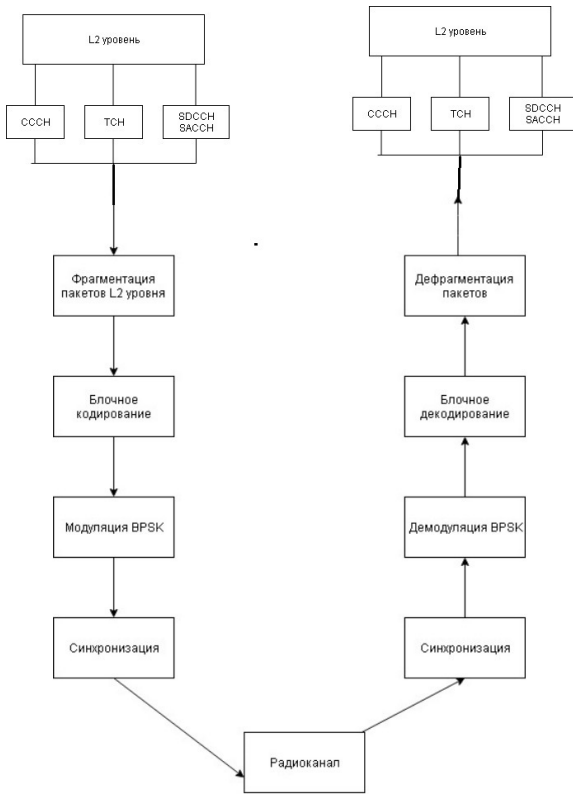 L2 уровень
CCCH
TCH
SDCCH
SACCH
Фрагментация
пакетов L2 уровня
Блочное
кодирование
Модуляция BPSK
Синхронизация
Радиоканал
L2 уровень
CCCH
TCH
SDCCH
SACCH
Дефрагментация
пакетов
Блочное
декодирование
Демодуляция BPSK
Синхронизация